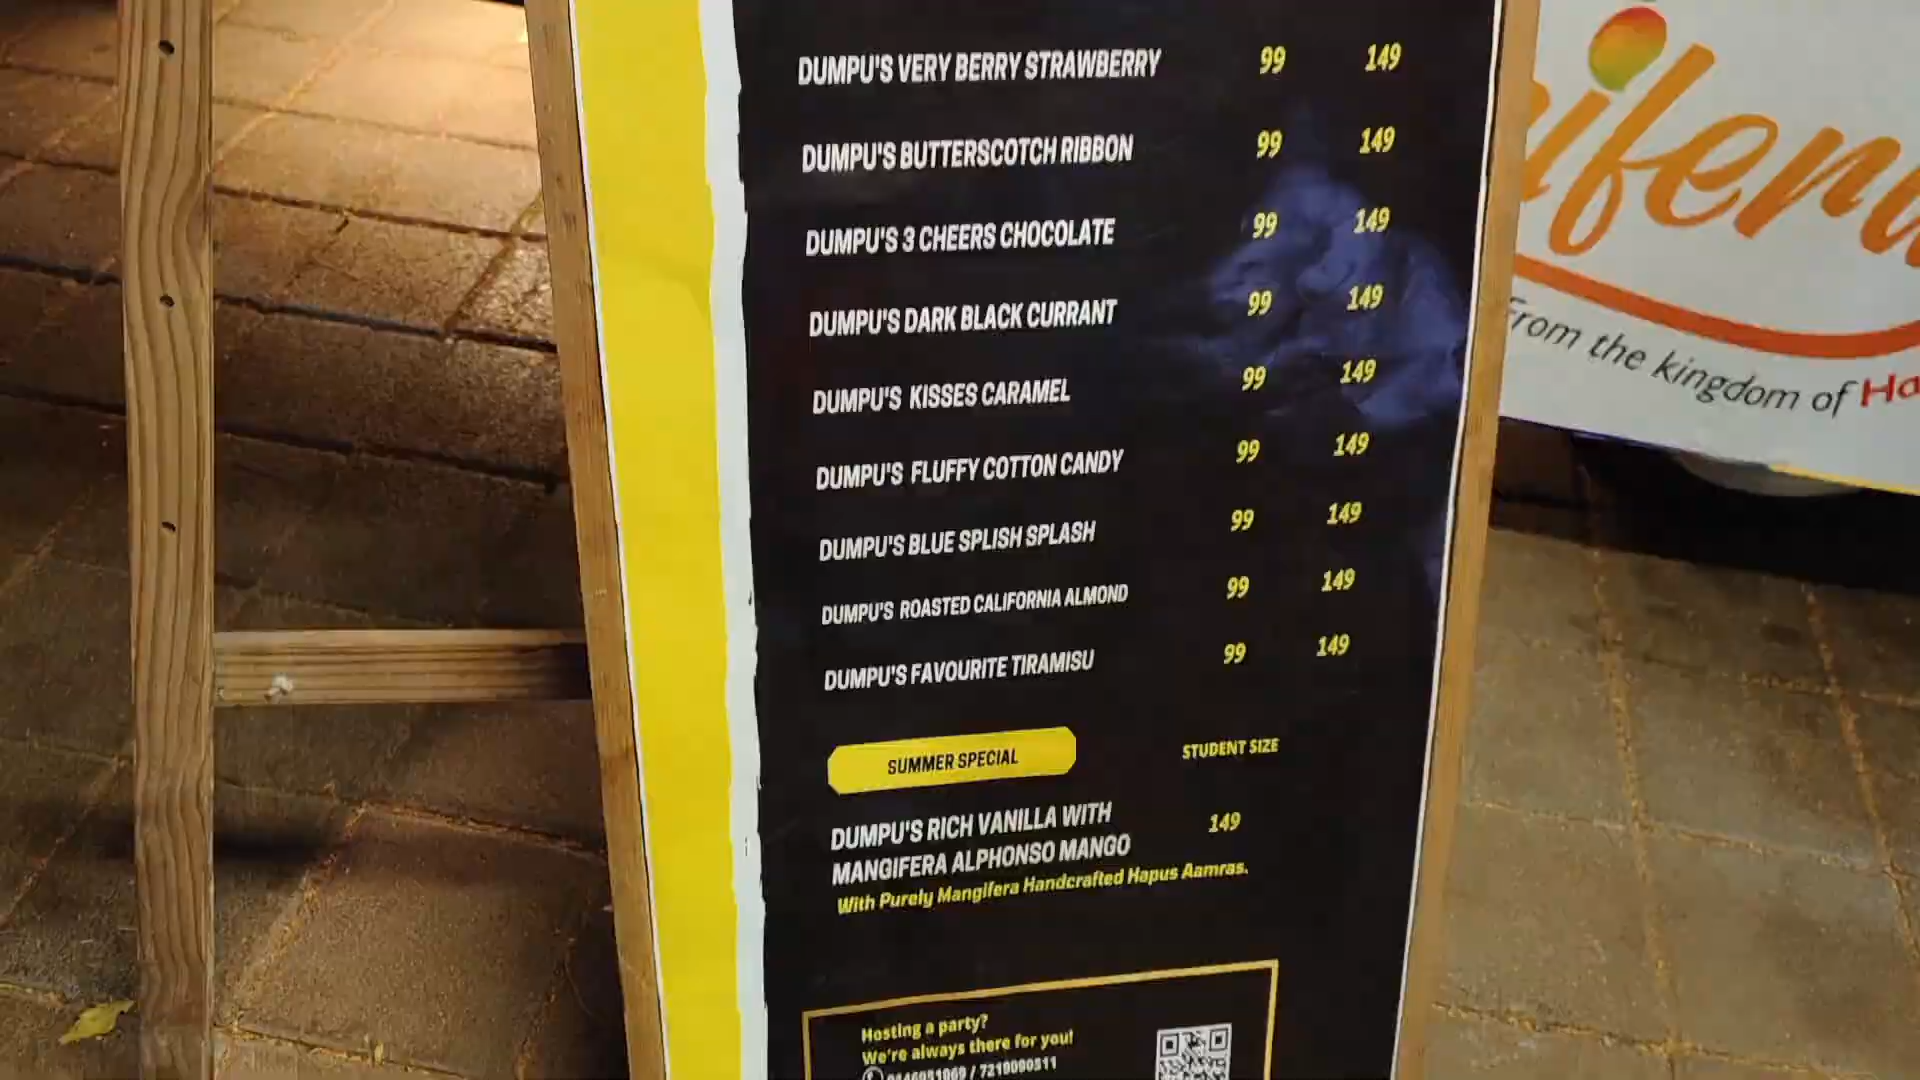 DUMPU'S VERY BERRY STRAWBERRY 99 149
DUMPU'S BUTTERSCOTCH RIBBON 99 149
DUMPU'S 3 CHEERS CHOCOLATE 99 149
DUMPU'S DARK BLACK CURRANT 99 149
DUMPU'S KISSES CARAMEL 99 149
DUMPU'S FLUFFY COTTON CANDY 99 149
DUMPU'S BLUE SPLISH SPLASH 99 149
DUMPU'S ROASTED CALIFORNIA ALMOND 99 149
DUMPU'S FAVOURITE TIRAMISU 99 149
SUMMER SPECIAL STUDENT SIZE
DUMPU'S RICH VANILLA WITH 149
MANGIFERA ALPHONSO MANGO
With Purely Mangifera Handcrafted Hapus Aamras.
Hosting a party?
We're always there for you!
from the kingdom of